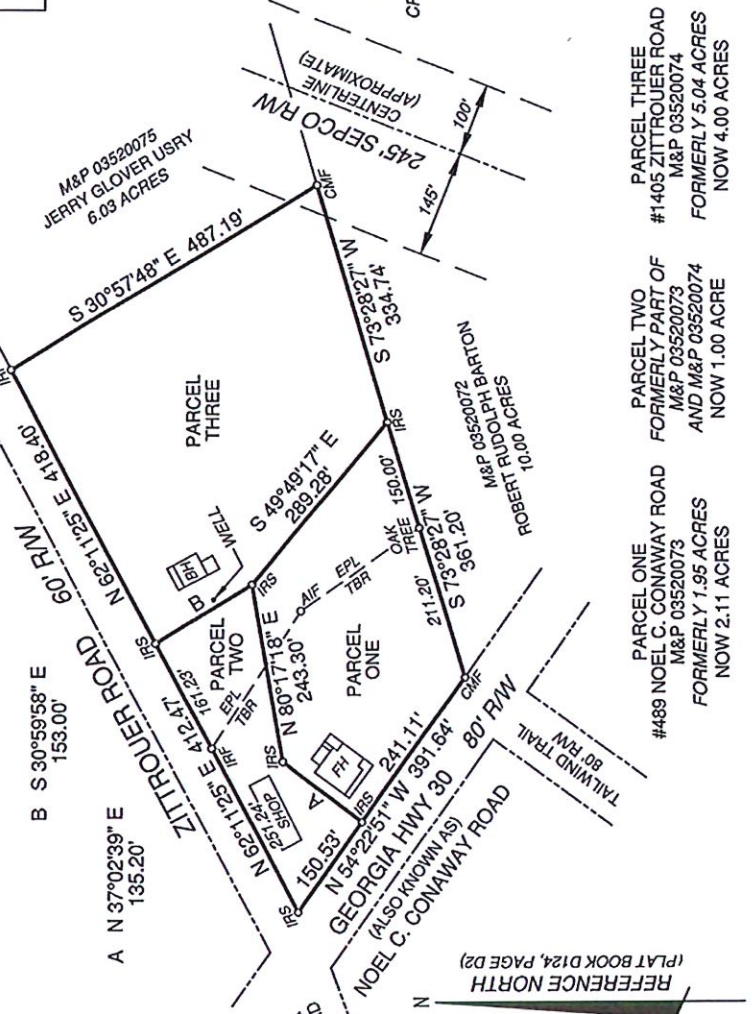 B S 30°59'58" E
153.00'
A N 37°02'39" E
135.20'
ZITTROUER ROAD 60' R/W
M&P 03520075
JERRY GLOVER USRY
6.03 ACRES
S 30°57'48" E 487.19'
N 62°11'25" E 418.40'
PARCEL
THREE
245' SEPCO R/W
CENTERLINE
(APPROXIMATE)
100'
145'
CMF
S 73°28'27" W
334.74'
IRS
BH
WELL
B
S 49°49'17" E
289.28'
IRS
IRS
PARCEL
TWO
161.23'
N 62°11'25" E 412.47'
EPL
TBR
IRF
N 80°17'18" E
243.30'
AIF
EPL
TBR
OAK
TREE
150.00'
S 73°28'27" W
361.20'
211.20'
M&P 03520072
ROBERT RUDOLPH BARTON
10.00 ACRES
PARCEL
ONE
IRS
A
251.24'
SHOP
FH
IRS
IRS
150.53'
241.11'
N 54°22'51" W 391.64'
CMF
GEORGIA HWY 30 80' R/W
(ALSO KNOWN AS)
NOEL C. CONAWAY ROAD
TAILWIND TRAIL
80' R/W
N
REFERENCE NORTH
(PLAT BOOK D124, PAGE D2)
PARCEL ONE
#489 NOEL C. CONAWAY ROAD
M&P 03520073
FORMERLY 1.95 ACRES
NOW 2.11 ACRES
PARCEL TWO
FORMERLY PART OF
M&P 03520073
AND M&P 03520074
NOW 1.00 ACRE
PARCEL THREE
#1405 ZITTROUER ROAD
M&P 03520074
FORMERLY 5.04 ACRES
NOW 4.00 ACRES